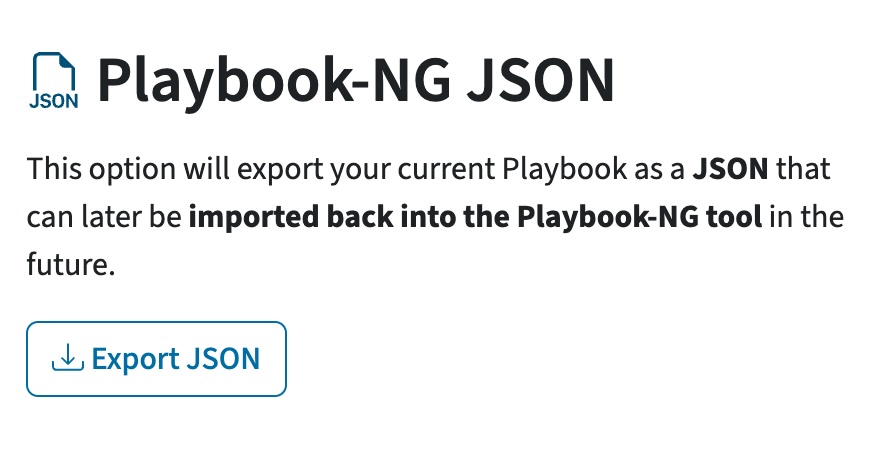 JSON
Playbook-NG JSON
This option will export your current Playbook as a JSON that
can later be imported back into the Playbook-NG tool in the
future.
Export JSON